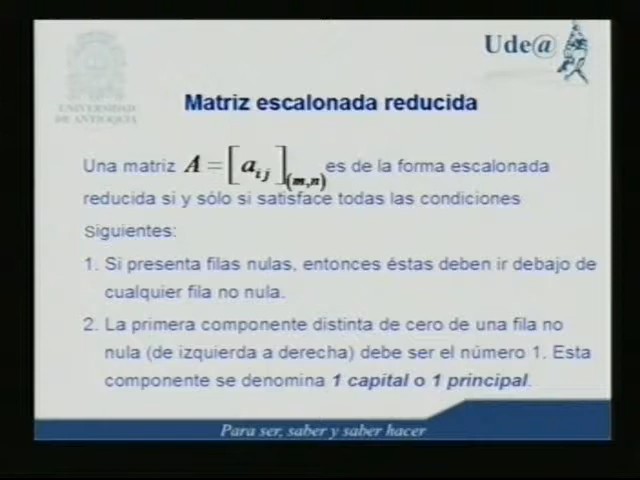 UNIVERSIDAD
DE ANTIOQUIA
Ude@
Matriz escalonada reducida
Una matriz A = [a_{ij}]_{(m,n)} es de la forma escalonada
reducida si y sólo si satisface todas las condiciones
Siguientes:
1. Si presenta filas nulas, entonces éstas deben ir debajo de
cualquier fila no nula.
2. La primera componente distinta de cero de una fila no
nula (de izquierda a derecha) debe ser el número 1. Esta
componente se denomina 1 capital o 1 principal.
Para ser, saber y saber hacer